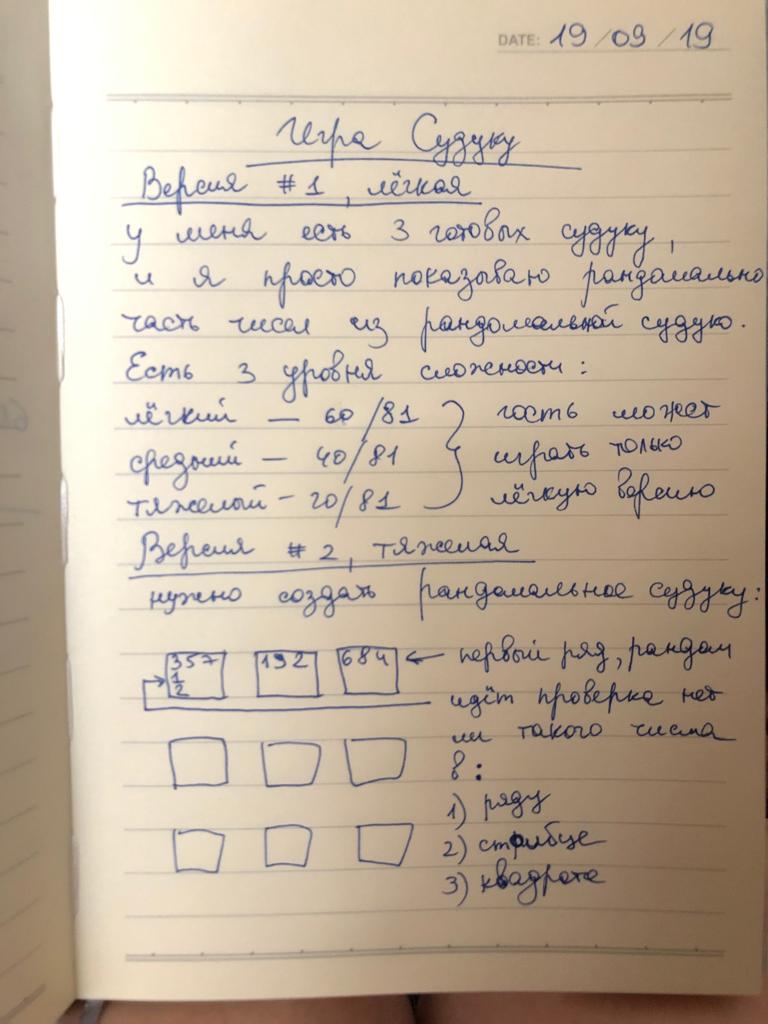 DATE: 19/09/19
Игра Судуку
Версия #1, лёгкая
у меня есть 3 готовых судуку,
и я просто показываю рандомально
часть чисел из рандомальной судуко.
Есть 3 уровня сложности:
лёгкий — 60/81 } гость может
средний — 40/81 играть только
тяжелый - 20/81 лёгкую версию
Версия #2, тяжелая
нужно создать рандомальное судуку:
357 192 684 ← первый ряд, рандом
1
2
идёт проверка нет
ли такого числа
в:
1) ряду
2) столбце
3) квадрате